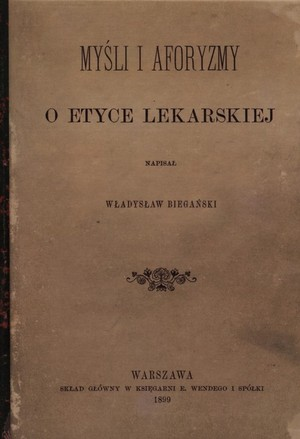 MYŚLI I AFORYZMY
O ETYCE LEKARSKIEJ
NAPISAŁ
WŁADYSŁAW BIEGAŃSKI
WARSZAWA
SKŁAD GŁÓWNY W KSIĘGARNI E. WENDEGO I SPÓŁKI
1899